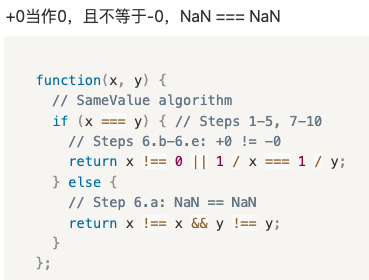 +0当作0，且不等于-0，NaN === NaN
function(x, y) {
  // SameValue algorithm
  if (x === y) { // Steps 1-5, 7-10
    // Steps 6.b-6.e: +0 != -0
    return x !== 0 || 1 / x === 1 / y;
  } else {
    // Step 6.a: NaN == NaN
    return x !== x && y !== y;
  }
};